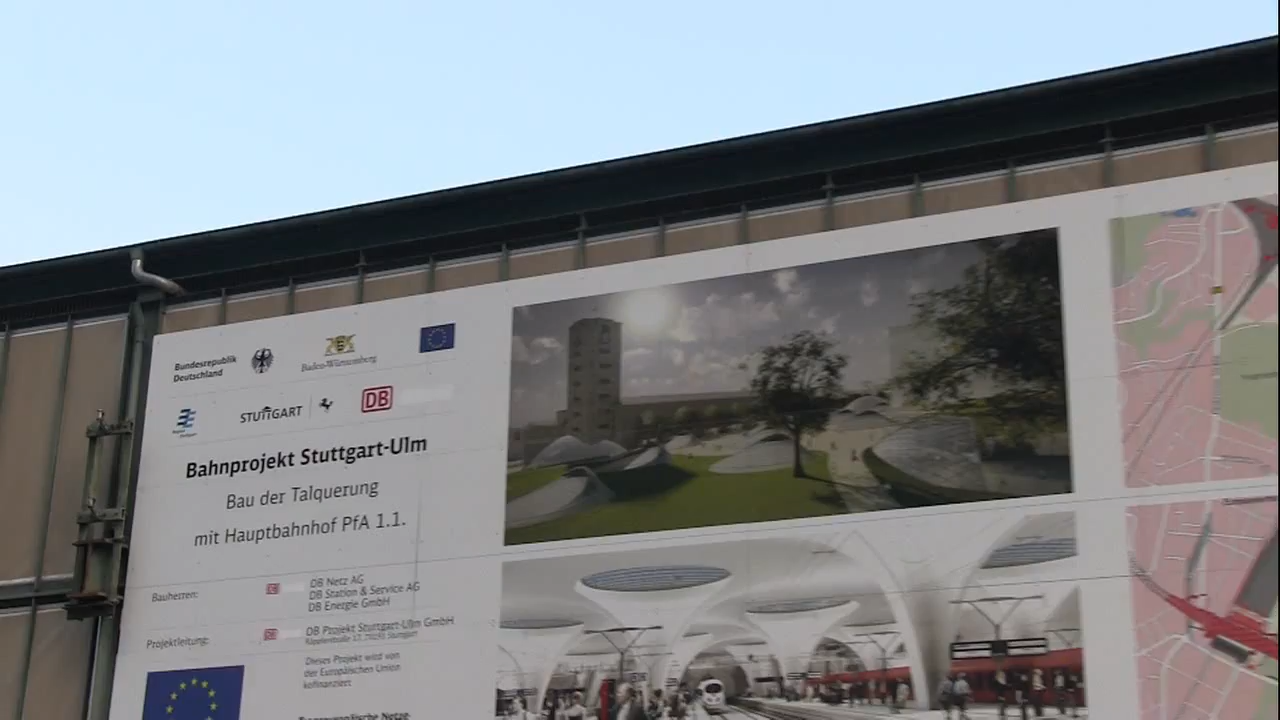 Bundesrepublik
Deutschland
Baden-Württemberg
STUTTGART
DB
Bahnprojekt Stuttgart-Ulm
Bau der Talquerung
mit Hauptbahnhof PfA 1.1.
Bauherren:
DB Netz AG
DB Station & Service AG
DB Energie GmbH
Projektleitung:
DB Projekt Stuttgart-Ulm GmbH
Dieses Projekt wird von
der Europäischen Union
kofinanziert